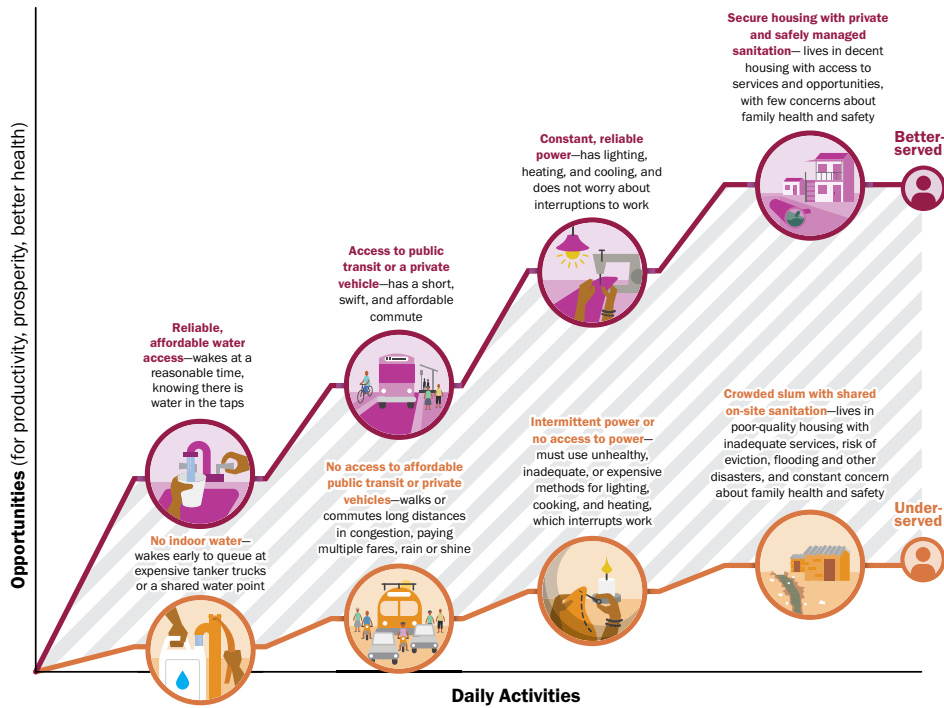 Secure housing with private
and safely managed
sanitation— lives in decent
housing with access to
services and opportunities,
with few concerns about
family health and safety
Better-
served
Constant, reliable
power—has lighting,
heating, and cooling, and
does not worry about
interruptions to work
Access to public
transit or a private
vehicle—has a short,
swift, and affordable
commute
Reliable,
affordable water
access—wakes at a
reasonable time,
knowing there is
water in the taps
Opportunities (for productivity, prosperity, better health)
No indoor water—
wakes early to queue at
expensive tanker trucks
or a shared water point
No access to affordable
public transit or private
vehicles—walks or
commutes long distances
in congestion, paying
multiple fares, rain or shine
Intermittent power or
no access to power—
must use unhealthy,
inadequate, or expensive
methods for lighting,
cooking, and heating,
which interrupts work
Crowded slum with shared
on-site sanitation—lives in
poor-quality housing with
inadequate services, risk of
eviction, flooding and other
disasters, and constant concern
about family health and safety
Under-
served
Daily Activities